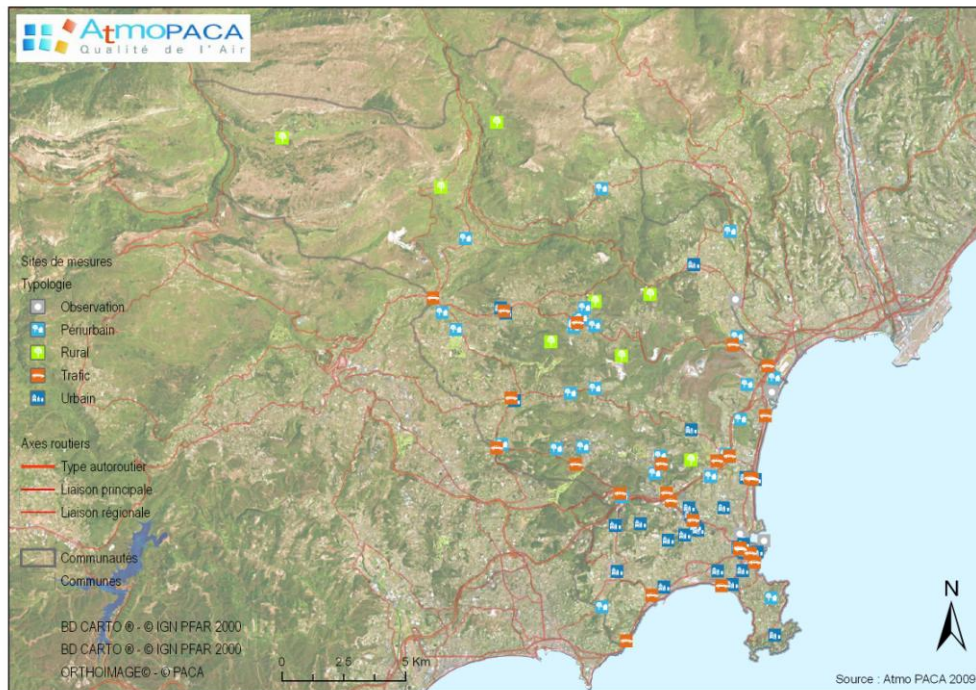 AtmoPACA
Qualité de l'Air
Sites de mesures
Typologie
Observation
Périurbain
Rural
Trafic
Urbain
Axes routiers
Type autoroutier
Liaison principale
Liaison régionale
Communautés
Communes
BD CARTO ® - © IGN PFAR 2000
BD CARTO ® - © IGN PFAR 2000
ORTHOIMAGE© - © PACA
0 2.5 5 Km
N
Source : Atmo PACA 2009